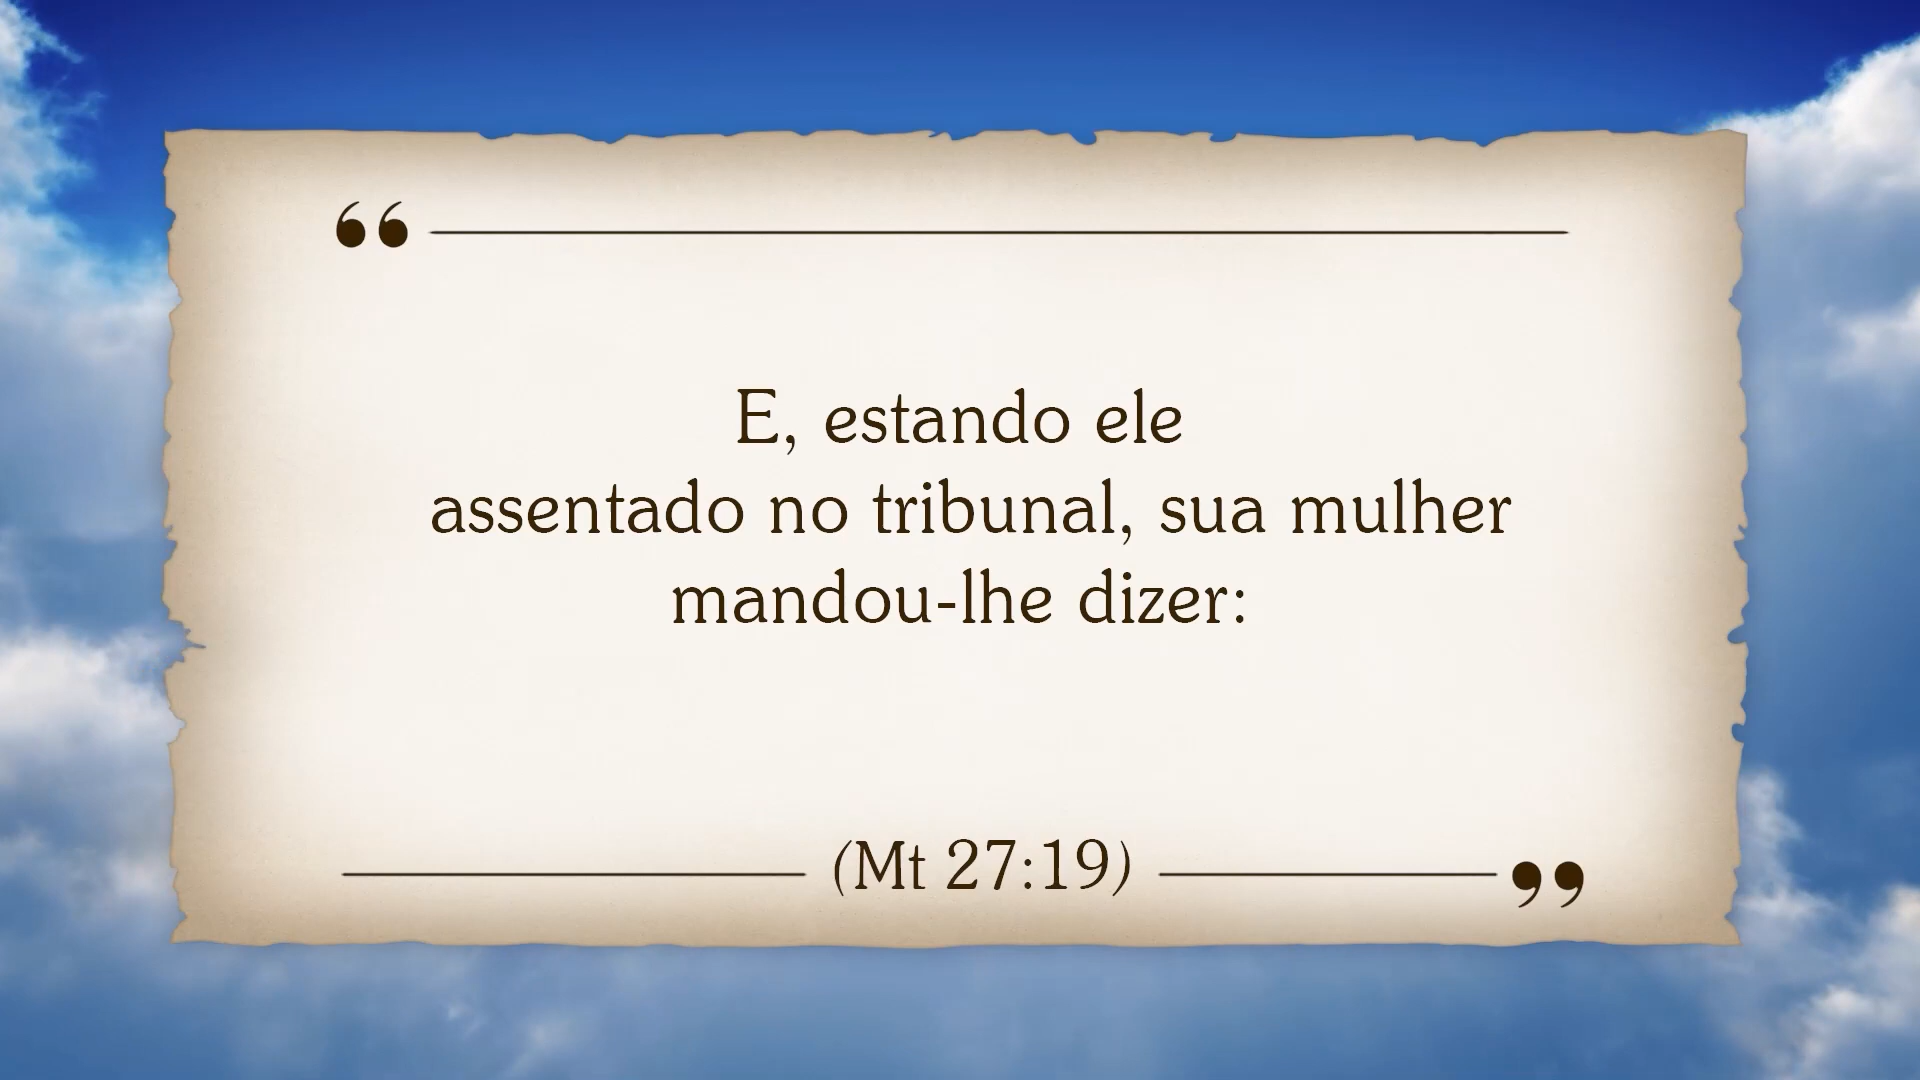 “
E, estando ele
assentado no tribunal, sua mulher
mandou-lhe dizer:
(Mt 27:19) ”